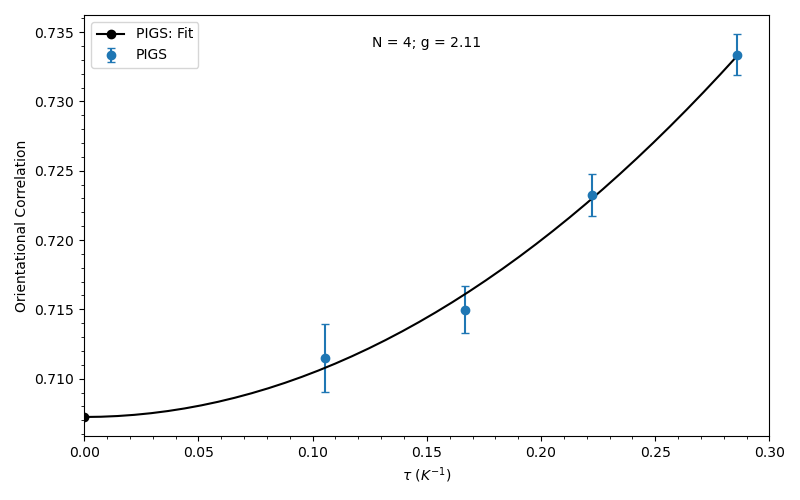 PIGS: Fit
PIGS
N = 4; g = 2.11
Orientational Correlation
0.735
0.730
0.725
0.720
0.715
0.710
0.00 0.05 0.10 0.15 0.20 0.25 0.30
τ (K⁻¹)